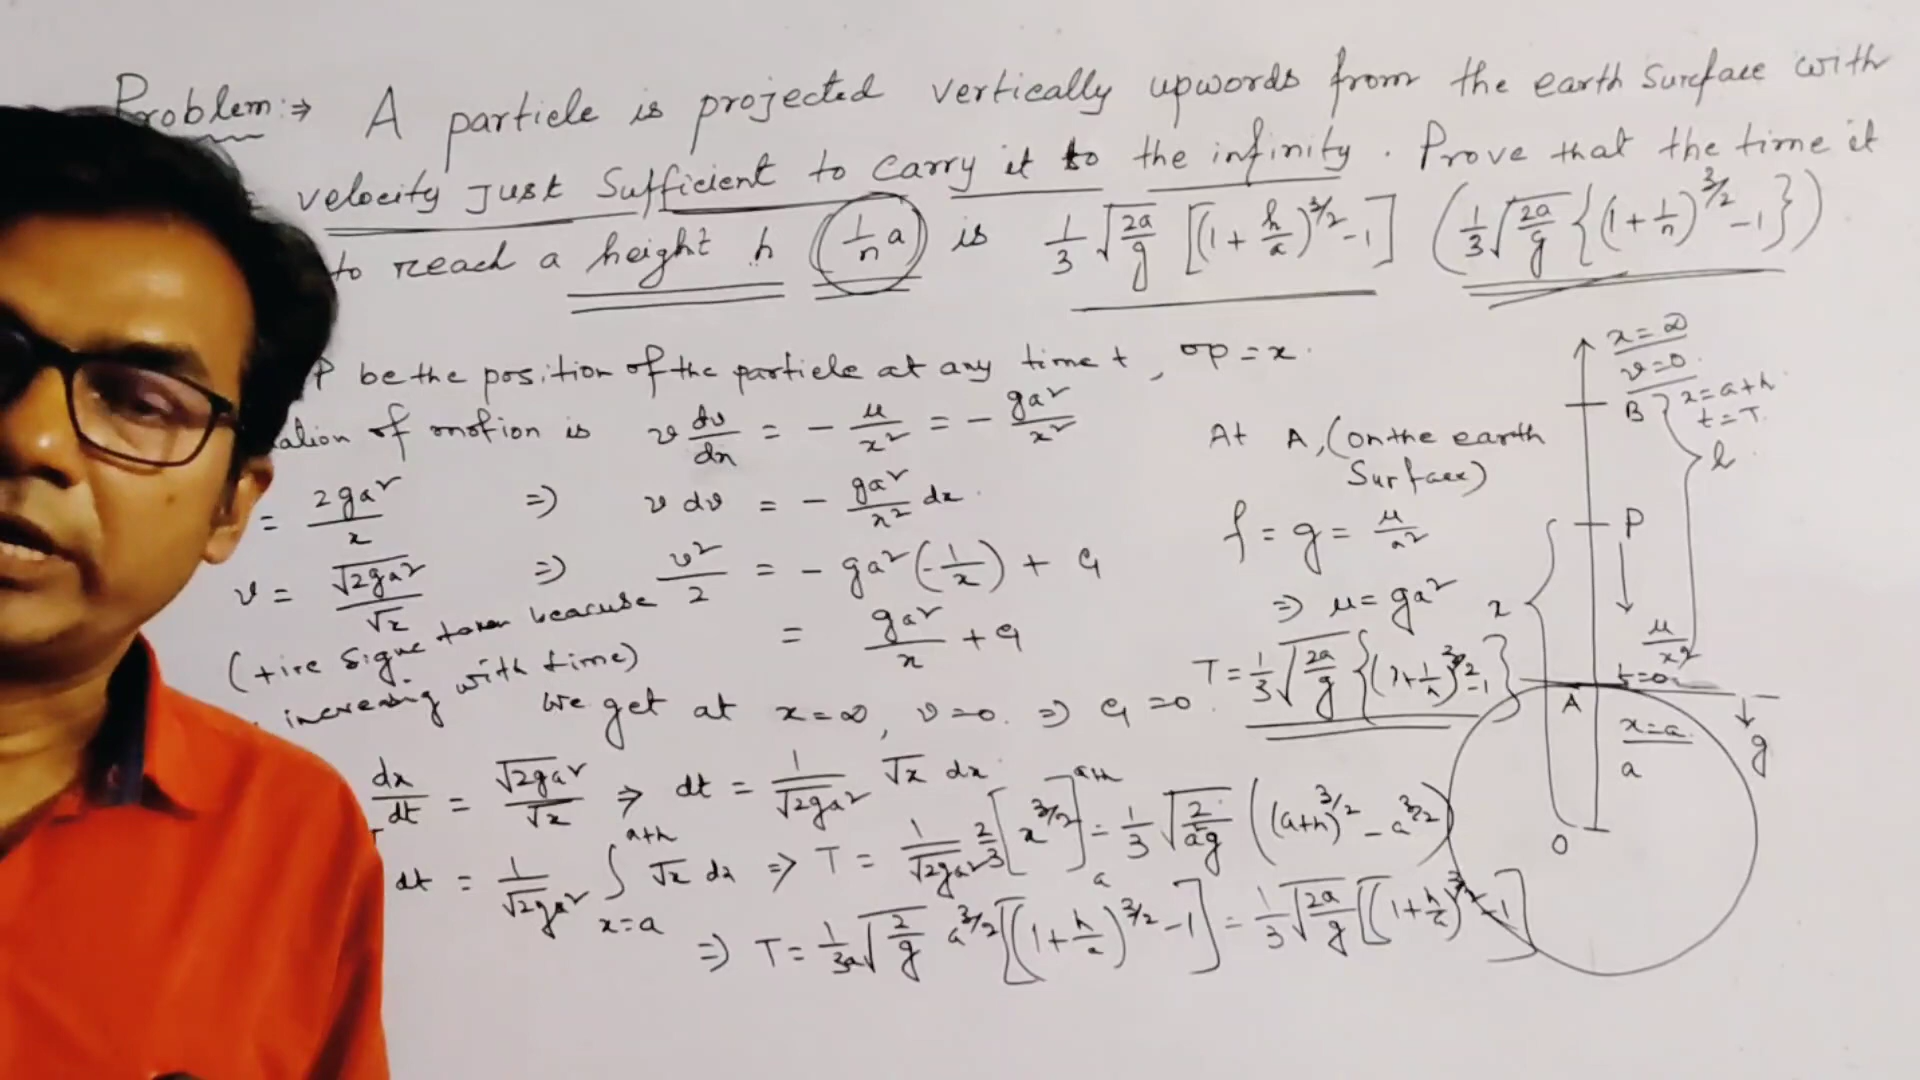 Problem:⇒ A particle is projected vertically upwords from the earth surface with
velocity Just Sufficient to carry it to the infinity. Prove that the time it
to reach a height h (1/n a) is 1/3 √(2a/g) [(1+h/a)^3/2 -1] (1/3 √(2a/g) {(1+1/n)^3/2 -1})
P be the position of the particle at any time t, OP = x.
ation of motion is v dv/dx = - μ/x² = - ga²/x²
= 2ga²/x ⇒ v dv = - ga²/x² dx
v = √2ga²/√x ⇒ v²/2 = - ga² (-1/x) + C₁
= ga²/x + C₁
(+ive signe taken because
increasing with time)
We get at x=∞, v=0. ⇒ C₁=0.
dx/dt = √2ga²/√x ⇒ dt = 1/√2ga² √x dx
dt = 1/√2ga² ∫_{x=a}^{a+h} √x dx ⇒ T = 1/√2ga² 2/3 [x^3/2]_a^{a+h} = 1/3 √(2/a²g) ((a+h)^3/2 - a^3/2)
⇒ T = 1/3a √(2/g) a^3/2 [(1+h/a)^3/2 -1] = 1/3 √(2a/g) [(1+h/a)^3/2 -1]
At A, (on the earth
Surface)
f = g = μ/a²
⇒ μ = ga²
T = 1/3 √(2a/g) {(1+1/n)^3/2 -1}
x=∞
v=0
B x=a+h
t=T
h
P
x
μ/x²
t=0
A
x=a
a
g
O